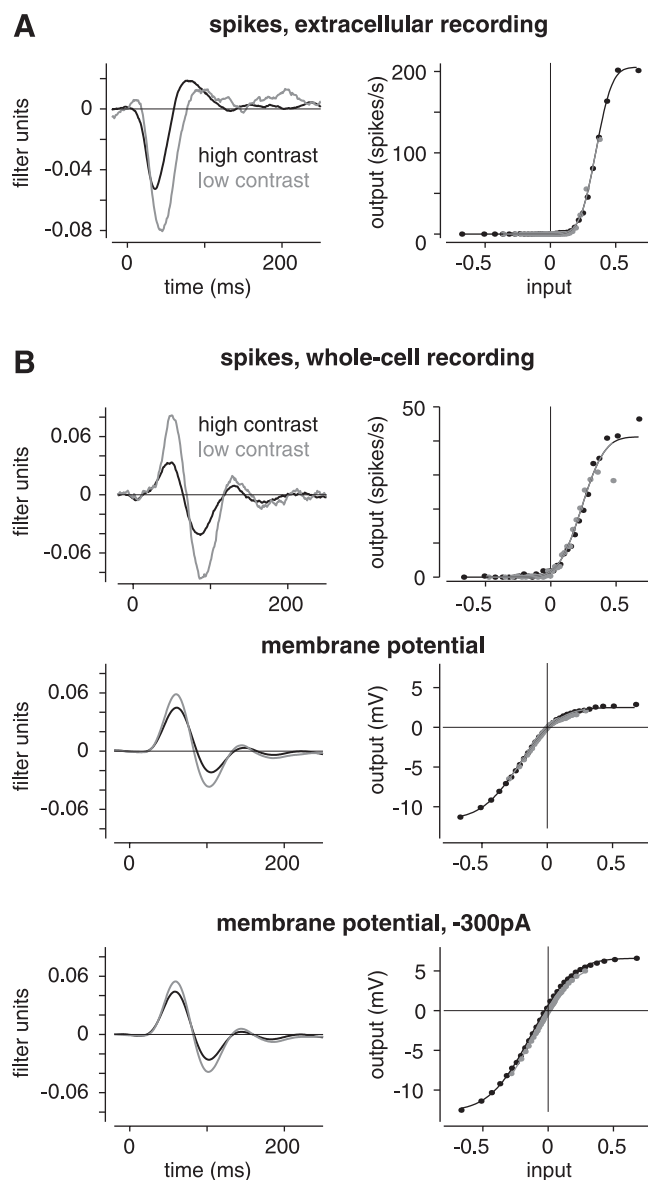 A
spikes, extracellular recording
filter units
0
-0.04
-0.08
high contrast
low contrast
0
200
time (ms)
output (spikes/s)
200
100
0
-0.5
0
0.5
input
B
spikes, whole-cell recording
filter units
0.06
0
-0.06
high contrast
low contrast
0
200
output (spikes/s)
50
0
-0.5
0
0.5
membrane potential
filter units
0.06
0
-0.06
0
200
output (mV)
5
0
-5
-10
-0.5
0
0.5
membrane potential, -300pA
filter units
0.06
0
-0.06
0
200
time (ms)
output (mV)
5
0
-5
-10
-0.5
0
0.5
input